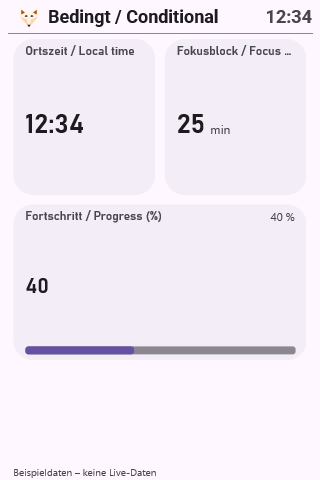 Bedingt / Conditional 12:34
Ortszeit / Local time
12:34
Fokusblock / Focus …
25 min
Fortschritt / Progress (%) 40 %
40
Beispieldaten – keine Live-Daten